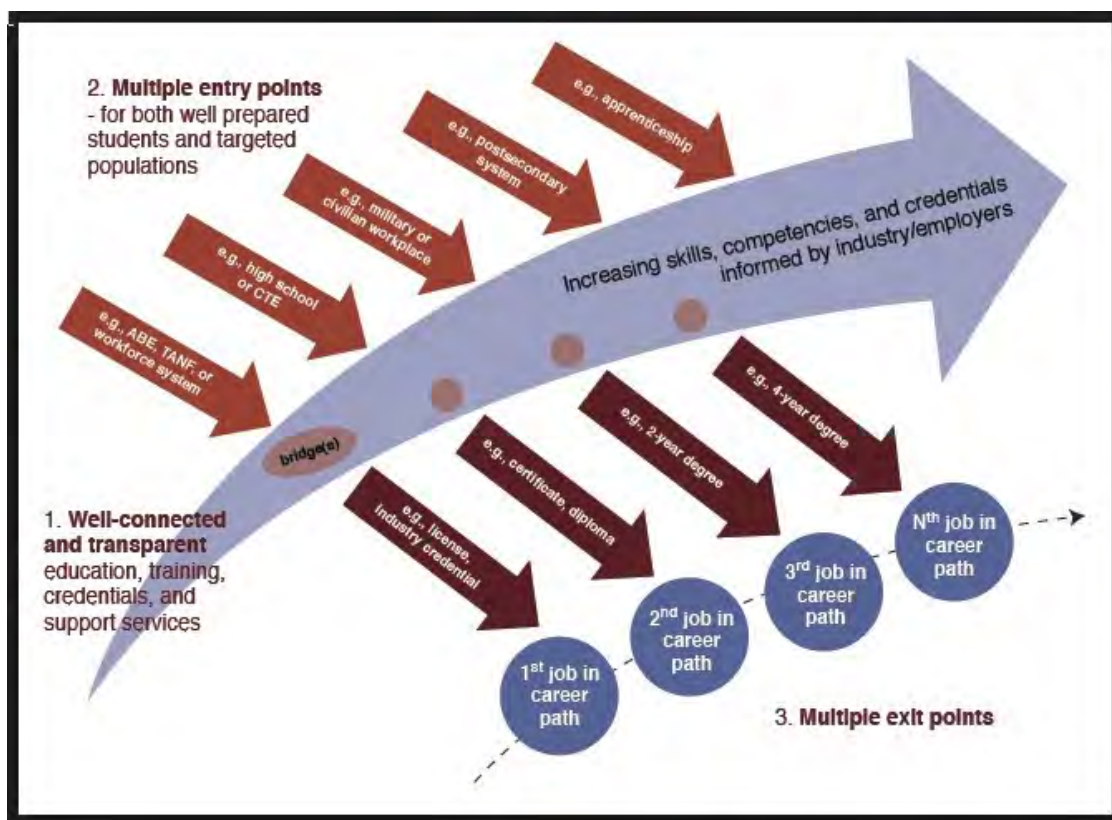 2. Multiple entry points
- for both well prepared
students and targeted
populations
e.g., apprenticeship
e.g., postsecondary
system
e.g., military or
civilian workplace
e.g., high school
or CTE
e.g., ABE, TANF, or
workforce system
Increasing skills, competencies, and credentials
informed by industry/employers
bridge(s)
1. Well-connected
and transparent
education, training,
credentials, and
support services
e.g., license,
industry credential
e.g., certificate, diploma
e.g., 2-year degree
e.g., 4-year degree
1st job in
career
path
2nd job in
career
path
3rd job in
career
path
Nth job in
career
path
3. Multiple exit points